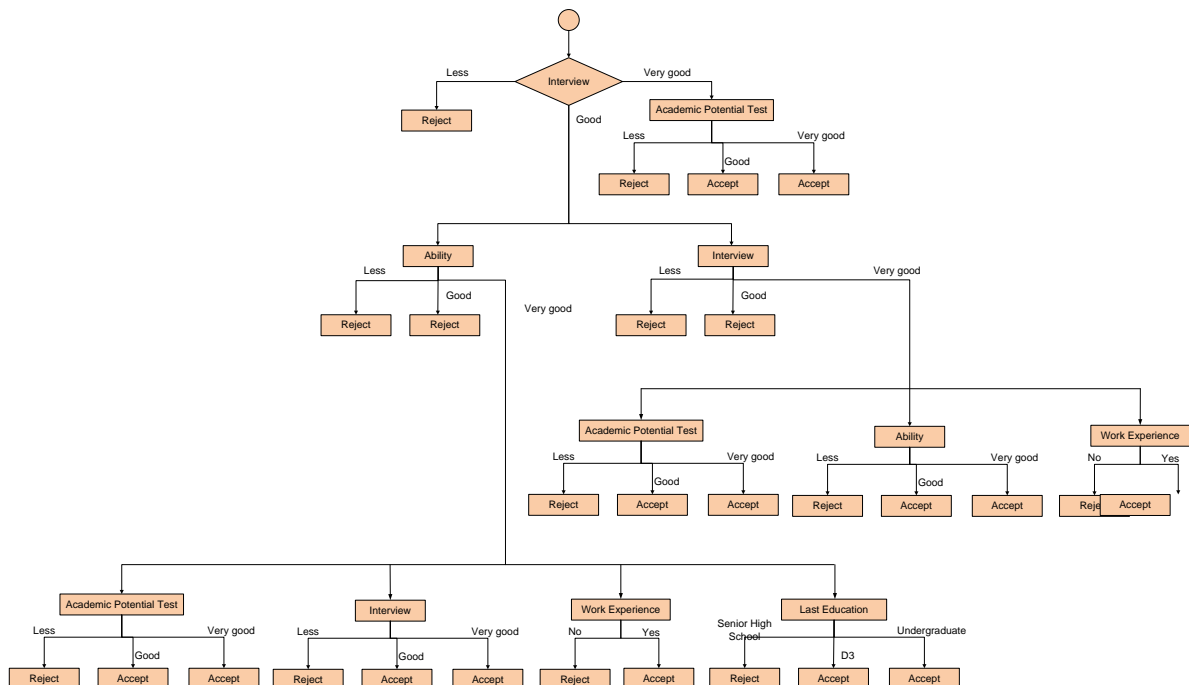 Interview
Less
Very good
Good
Reject
Academic Potential Test
Less
Good
Very good
Reject
Accept
Accept
Ability
Interview
Less
Good
Very good
Reject
Reject
Less
Good
Very good
Reject
Reject
Academic Potential Test
Ability
Work Experience
Less
Good
Very good
Less
Good
Very good
No
Yes
Reject
Accept
Accept
Reject
Accept
Accept
Reje
Accept
Academic Potential Test
Interview
Work Experience
Last Education
Less
Good
Very good
Less
Good
Very good
No
Yes
Senior High
School
D3
Undergraduate
Reject
Accept
Accept
Reject
Accept
Accept
Reject
Accept
Reject
Accept
Accept